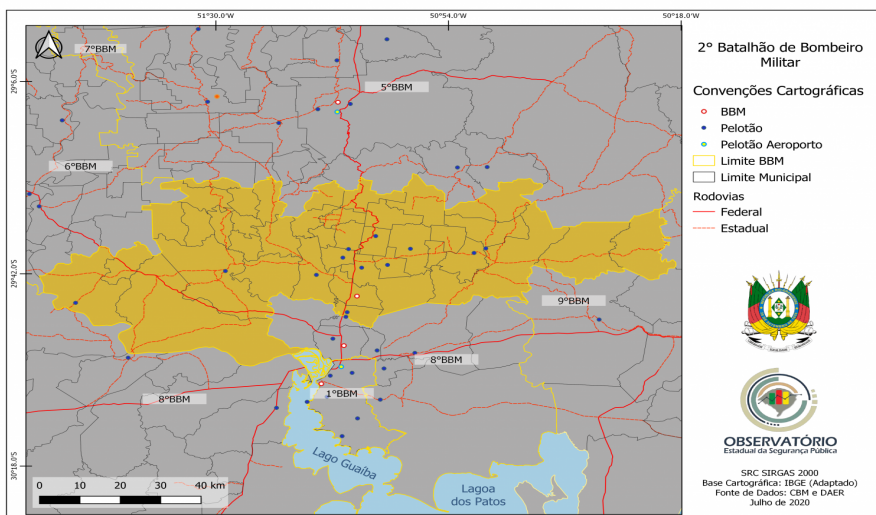 51°30'.0"W
50°54'.0"W
50°18'.0"W
29°6'.0"S
29°42'.0"S
30°18'.0"S
7°BBM
5°BBM
6°BBM
9°BBM
8°BBM
8°BBM
1°BBM
Lago Guaíba
Lagoa
dos Patos
0 10 20 30 40 km
2° Batalhão de Bombeiro
Militar
Convenções Cartográficas
BBM
Pelotão
Pelotão Aeroporto
Limite BBM
Limite Municipal
Rodovias
Federal
Estadual
OBSERVATÓRIO
Estadual da Segurança Pública
SRC SIRGAS 2000
Base Cartográfica: IBGE (Adaptado)
Fonte de Dados: CBM e DAER
Julho de 2020